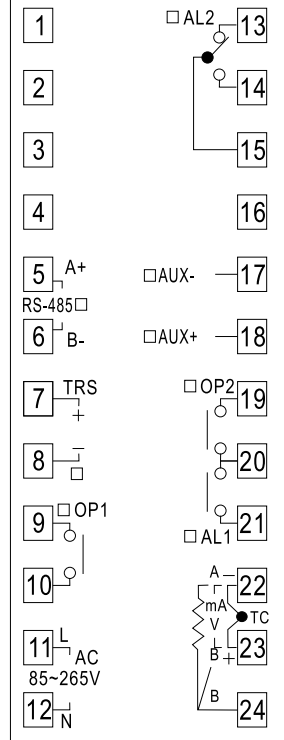 1 □ AL2 13
2 14
3 15
4 16
5 A+ □AUX- 17
RS-485□
6 B- □AUX+ 18
7 TRS + □ OP2 19
8 - □ 20
9 □ OP1 21
□ AL1
10 A - 22
mA
V TC
11 L AC B + 23
85~265V
12 N B 24